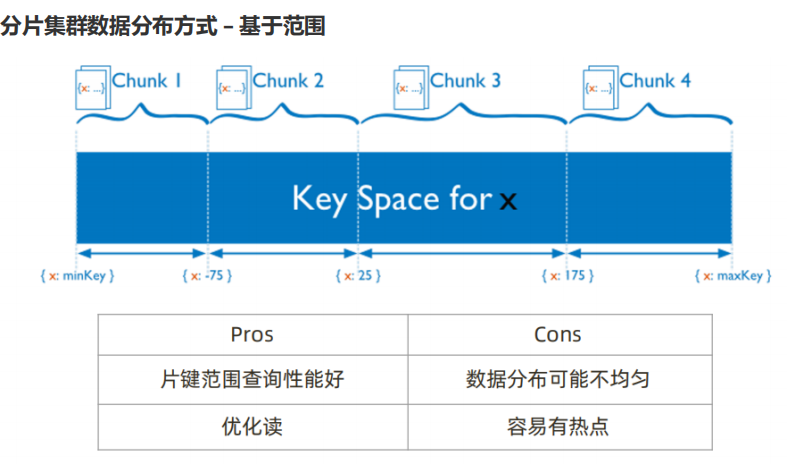 分片集群数据分布方式 – 基于范围
{x: ...} Chunk 1 {x: ...} Chunk 2 {x: ...} Chunk 3 {x: ...} Chunk 4
Key Space for x
{ x: minKey } { x: -75 } { x: 25 } { x: 175 } { x: maxKey }
Pros Cons
片键范围查询性能好 数据分布可能不均匀
优化读 容易有热点